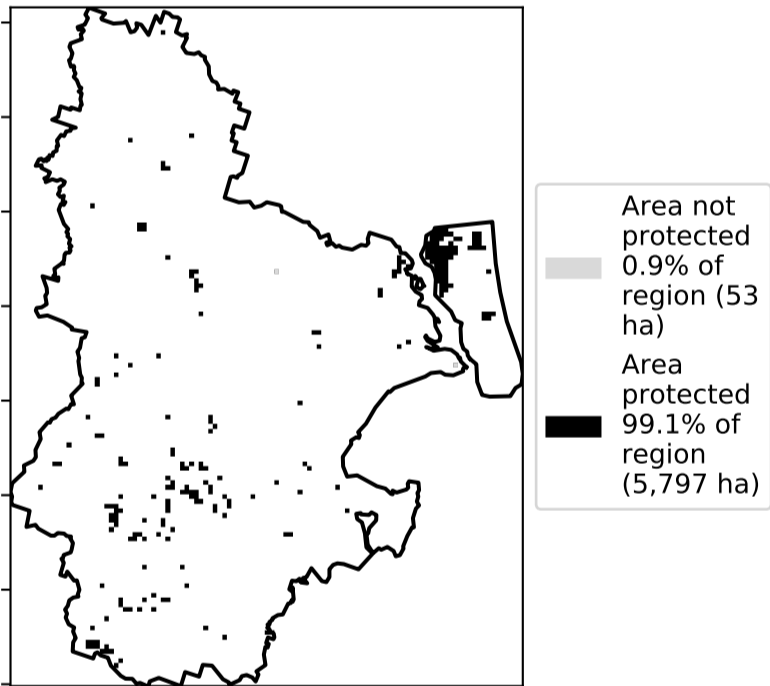 Area not
protected
0.9% of
region (53
ha)
Area
protected
99.1% of
region
(5,797 ha)